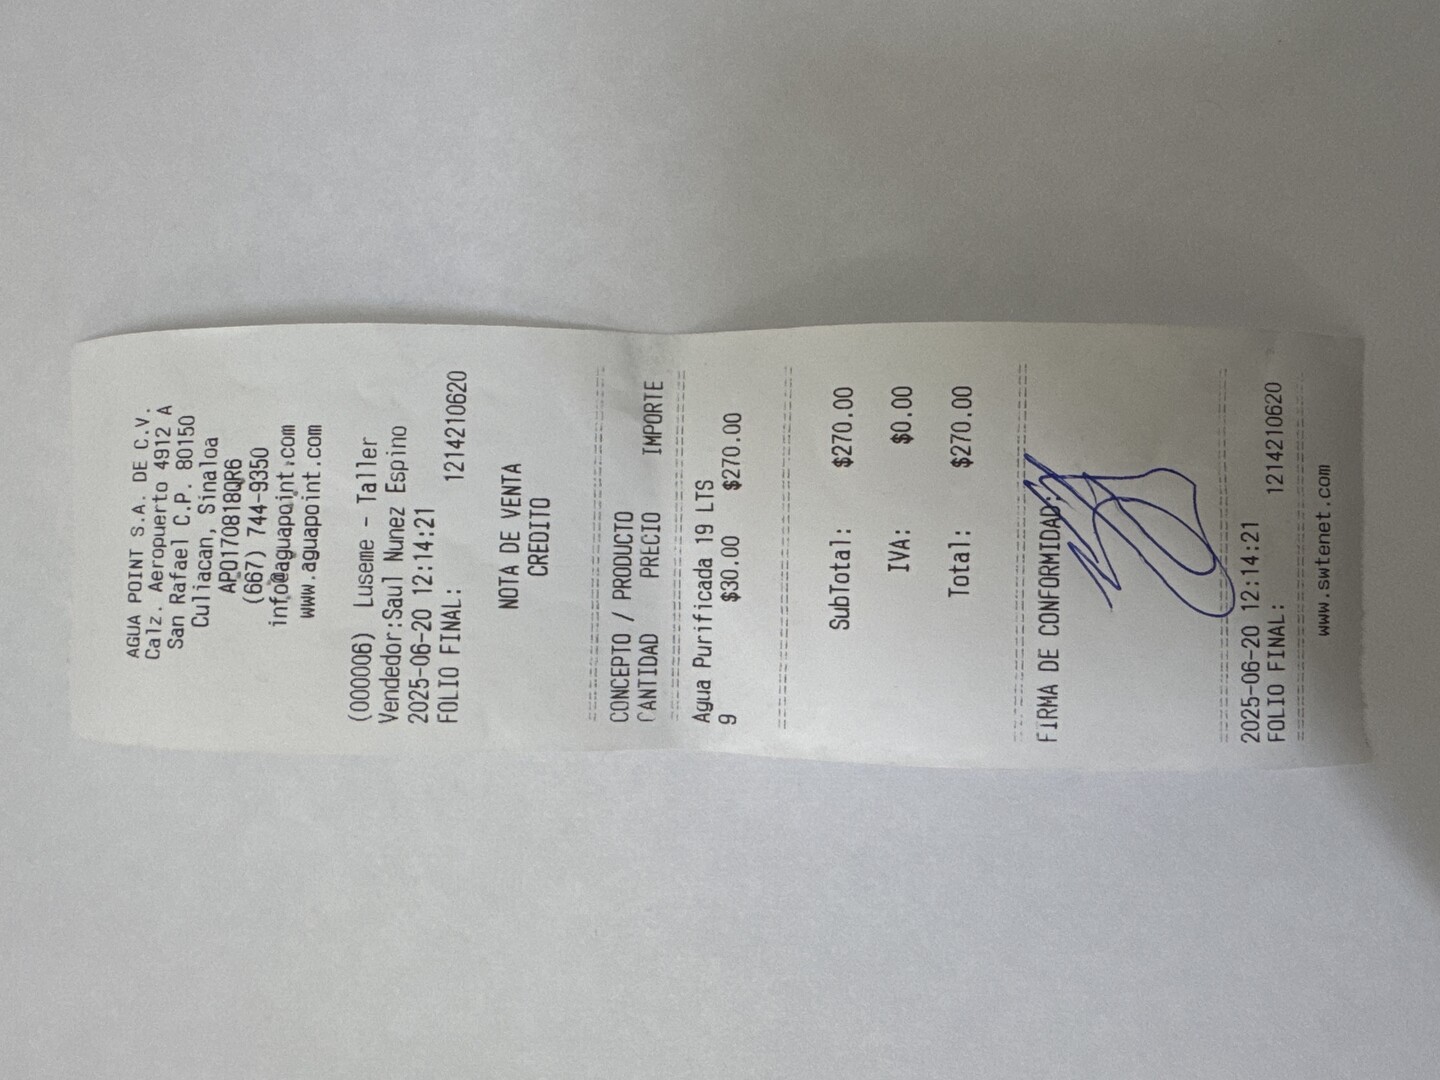 AGUA POINT S.A. DE C.V.
Calz. Aeropuerto 4912 A
San Rafael C.P. 80150
Culiacan, Sinaloa
APO170818QR6
(667) 744-9350
info@aguapoint.com
www.aguapoint.com
(000006) Luseme - Taller
Vendedor:Saul Nunez Espino
2025-06-20 12:14:21
FOLIO FINAL: 1214210620
NOTA DE VENTA
CREDITO
CONCEPTO / PRODUCTO
CANTIDAD PRECIO IMPORTE
Agua Purificada 19 LTS
9 $30.00 $270.00
SubTotal: $270.00
IVA: $0.00
Total: $270.00
FIRMA DE CONFORMIDAD:
2025-06-20 12:14:21
FOLIO FINAL: 1214210620
www.swtenet.com